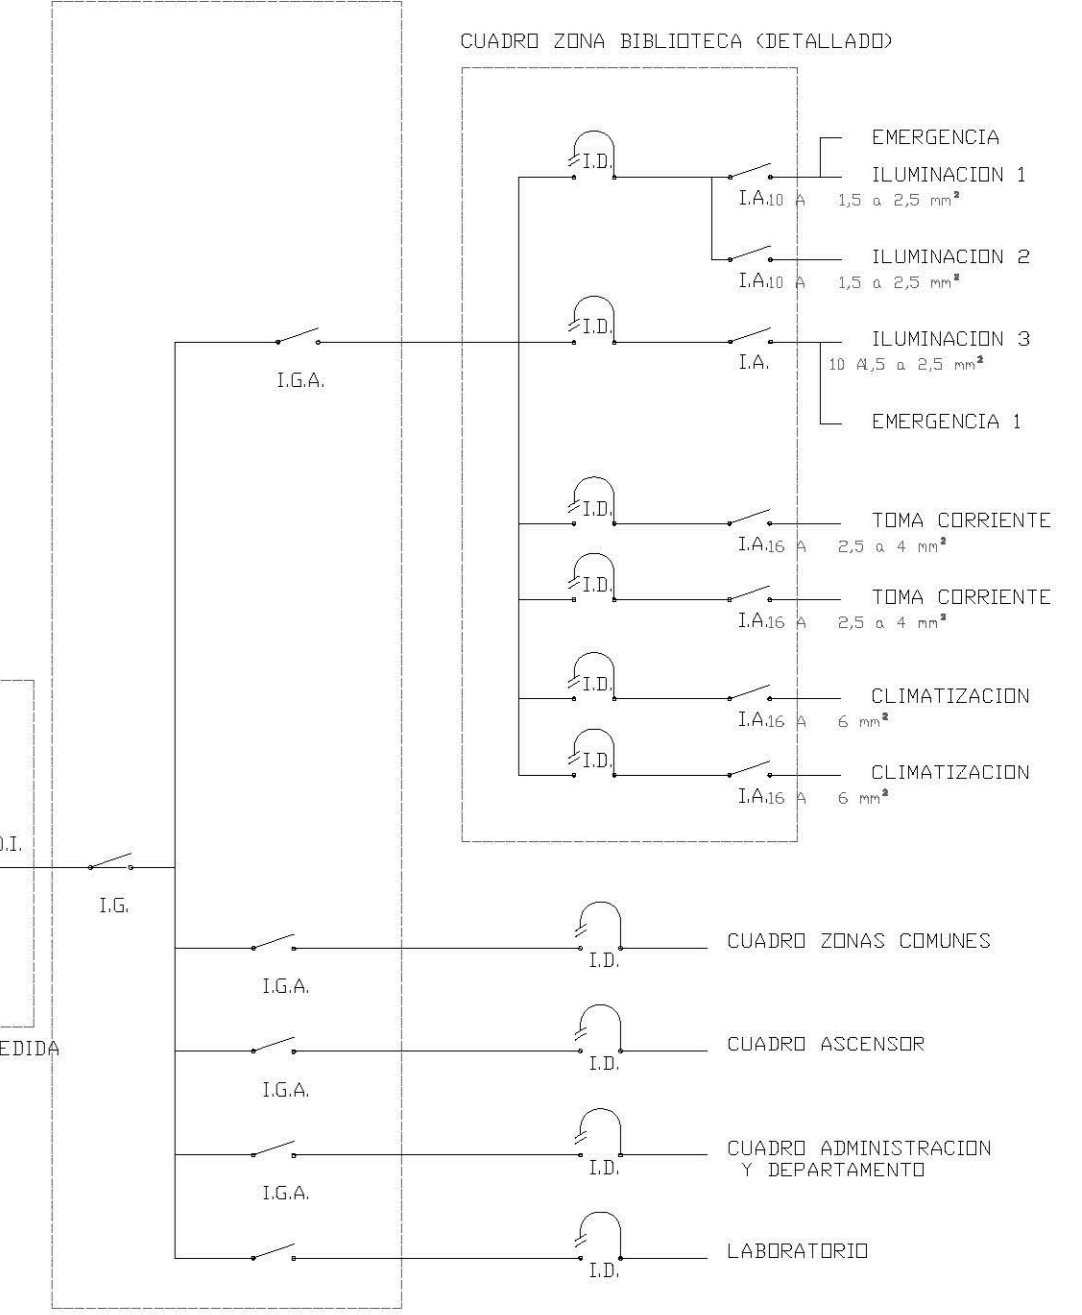 CUADRO ZONA BIBLIOTECA (DETALLADO)
EMERGENCIA
I.D.
ILUMINACION 1
I.A. 10 A 1,5 a 2,5 mm²
ILUMINACION 2
I.A. 10 A 1,5 a 2,5 mm²
I.D.
ILUMINACION 3
I.A. 10 A 1,5 a 2,5 mm²
I.G.A.
EMERGENCIA 1
I.D.
TOMA CORRIENTE
I.A. 16 A 2,5 a 4 mm²
I.D.
TOMA CORRIENTE
I.A. 16 A 2,5 a 4 mm²
I.D.
CLIMATIZACION
I.A. 16 A 6 mm²
I.D.
CLIMATIZACION
I.A. 16 A 6 mm²
D.I.
I.G.
CUADRO ZONAS COMUNES
I.D.
I.G.A.
EDIDA
CUADRO ASCENSOR
I.D.
I.G.A.
CUADRO ADMINISTRACION
Y DEPARTAMENTO
I.D.
I.G.A.
LABORATORIO
I.D.